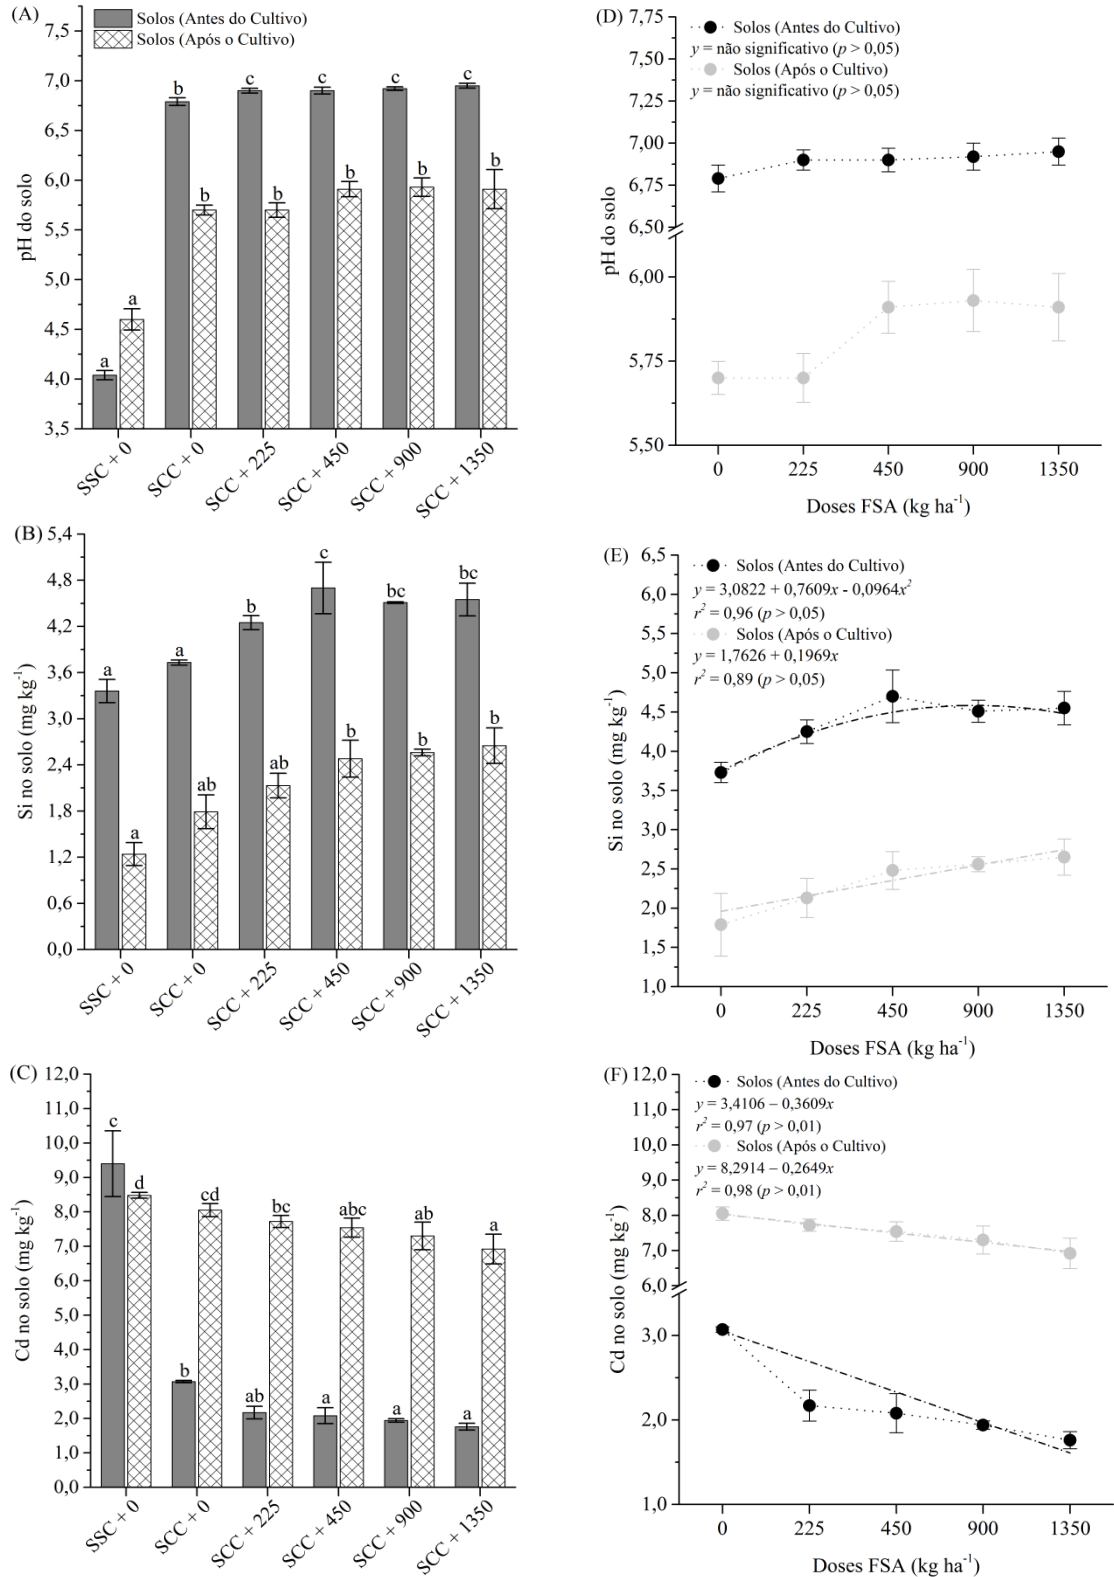 (A)
Solos (Antes do Cultivo)
Solos (Após o Cultivo)
7,5
7,0
6,5
6,0
5,5
5,0
4,5
4,0
3,5
pH do solo
a
a
b
b
c
b
c
b
c
b
c
b
SSC + 0
SCC + 0
SCC + 225
SCC + 450
SCC + 900
SCC + 1350
(D)
Solos (Antes do Cultivo)
y = não significativo (p > 0,05)
Solos (Após o Cultivo)
y = não significativo (p > 0,05)
7,75
7,50
7,25
7,00
6,75
6,50
6,00
5,75
5,50
pH do solo
0
225
450
900
1350
Doses FSA (kg ha-1)
(B)
5,4
4,8
4,2
3,6
3,0
2,4
1,8
1,2
0,6
0,0
Si no solo (mg kg-1)
a
a
a
ab
b
ab
c
b
bc
b
bc
b
SSC + 0
SCC + 0
SCC + 225
SCC + 450
SCC + 900
SCC + 1350
(E)
Solos (Antes do Cultivo)
y = 3,0822 + 0,7609x - 0,0964x2
r2 = 0,96 (p > 0,05)
Solos (Após o Cultivo)
y = 1,7626 + 0,1969x
r2 = 0,89 (p > 0,05)
6,5
6,0
5,5
5,0
4,5
4,0
3,5
3,0
2,5
2,0
1,5
1,0
Si no solo (mg kg-1)
0
225
450
900
1350
Doses FSA (kg ha-1)
(C)
12,0
11,0
10,0
9,0
8,0
7,0
6,0
5,0
4,0
3,0
2,0
1,0
0,0
Cd no solo (mg kg-1)
c
d
b
cd
ab
bc
a
abc
a
ab
a
a
SSC + 0
SCC + 0
SCC + 225
SCC + 450
SCC + 900
SCC + 1350
(F)
Solos (Antes do Cultivo)
y = 3,4106 – 0,3609x
r2 = 0,97 (p > 0,01)
Solos (Após o Cultivo)
y = 8,2914 – 0,2649x
r2 = 0,98 (p > 0,01)
12,0
11,0
10,0
9,0
8,0
7,0
6,0
3,0
2,0
1,0
Cd no solo (mg kg-1)
0
225
450
900
1350
Doses FSA (kg ha-1)